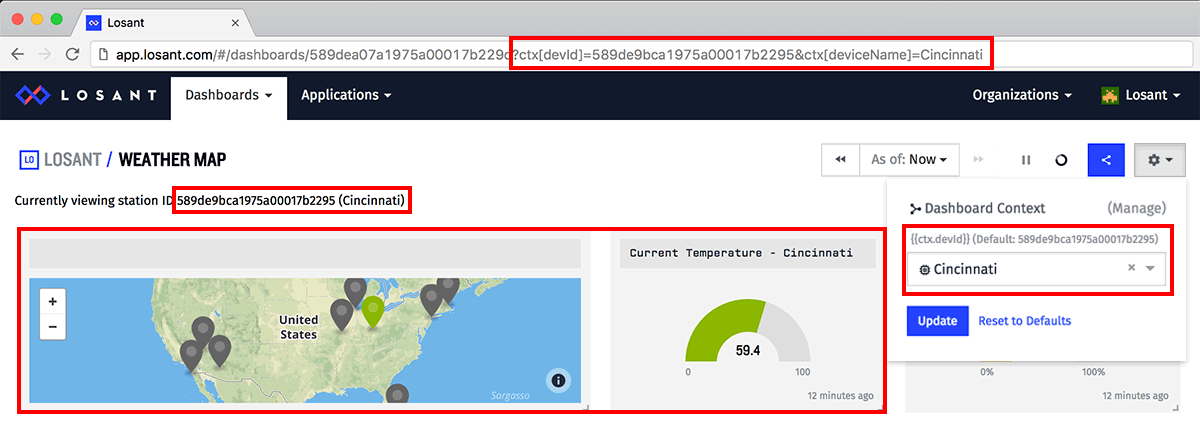 Losant
app.losant.com/#/dashboards/589dea07a1975a00017b229d?ctx[devId]=589de9bca1975a00017b2295&ctx[deviceName]=Cincinnati
LOSANT Dashboards Applications Organizations Losant
LO LOSANT / WEATHER MAP As of: Now
Currently viewing station ID 589de9bca1975a00017b2295 (Cincinnati)
Dashboard Context (Manage)
{{ctx.devId}} (Default: 589de9bca1975a00017b2295)
Cincinnati
Update Reset to Defaults
Current Temperature - Cincinnati
United
States
Sargasso
59.4
0 100
12 minutes ago
0% 100%
12 minutes ago